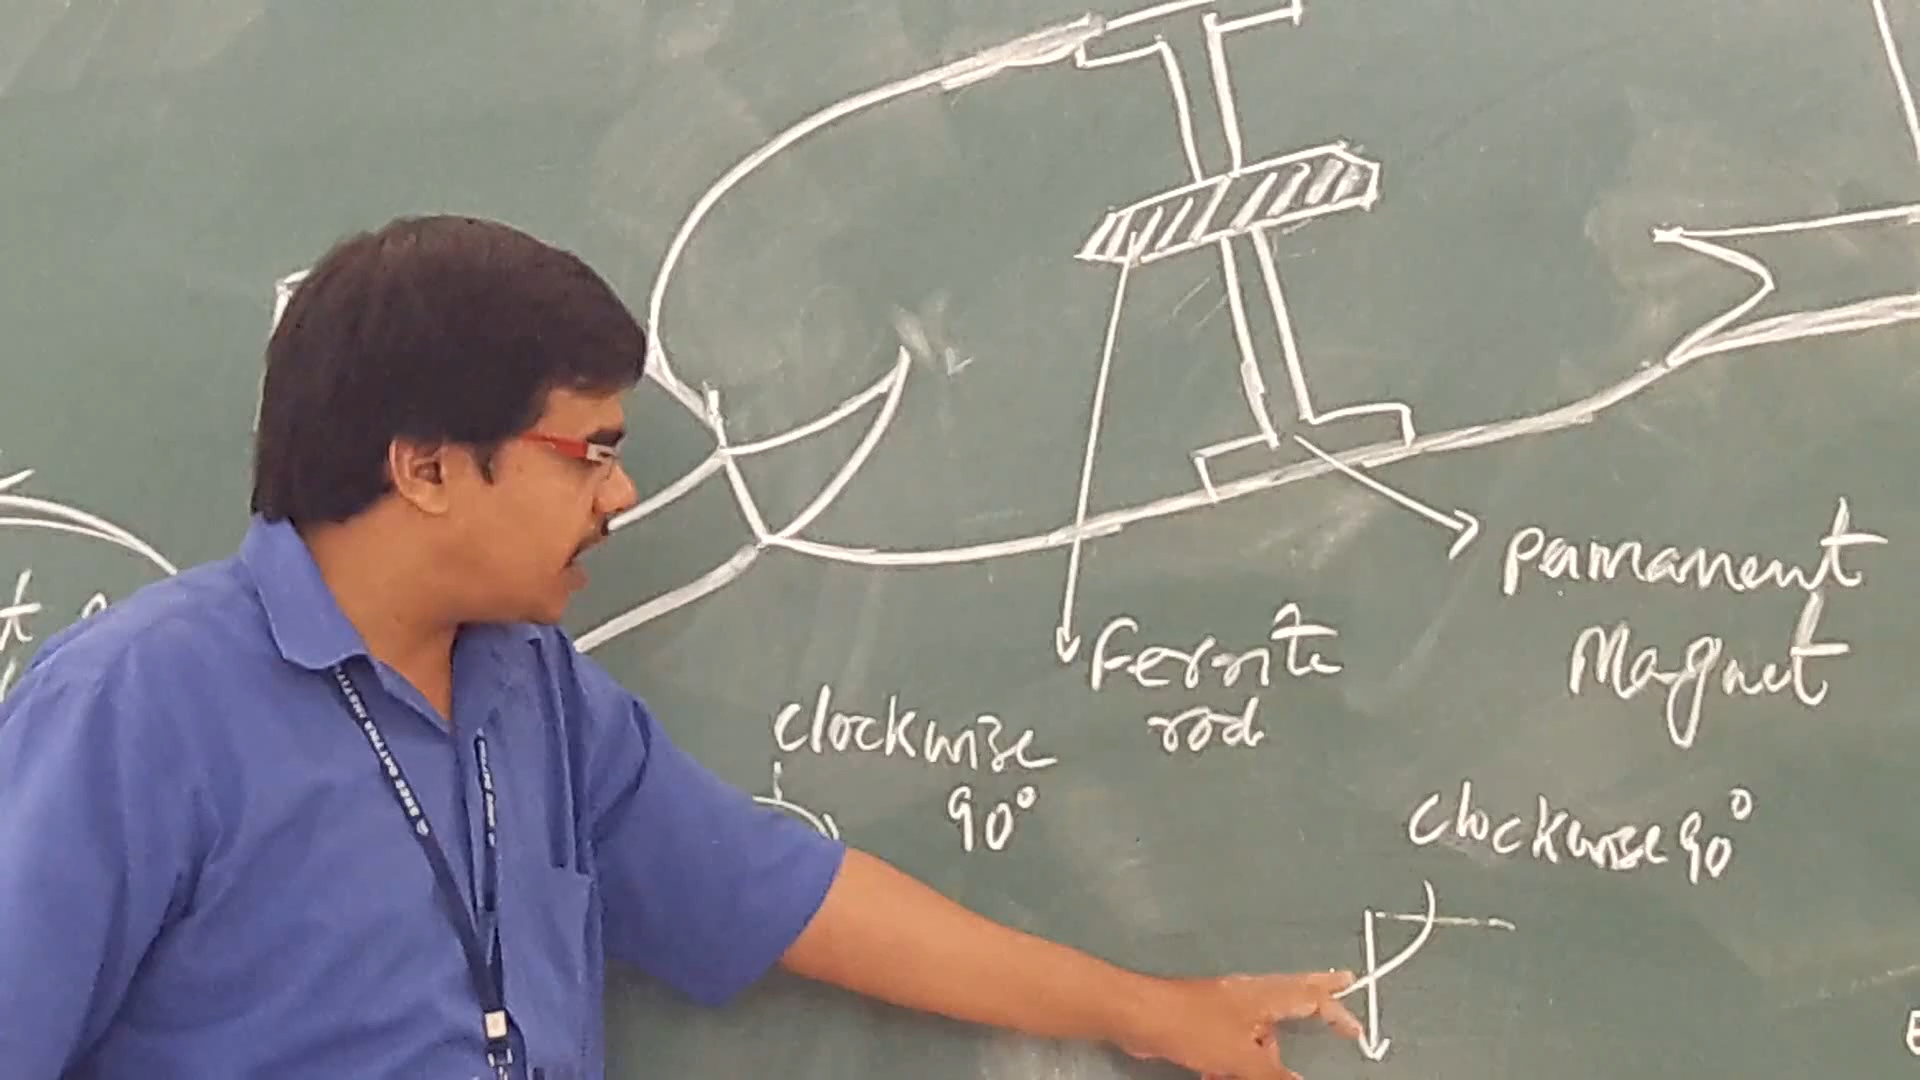 Permanent
Magnet
Ferrite
rod
clockwise
90°
clockwise 90°